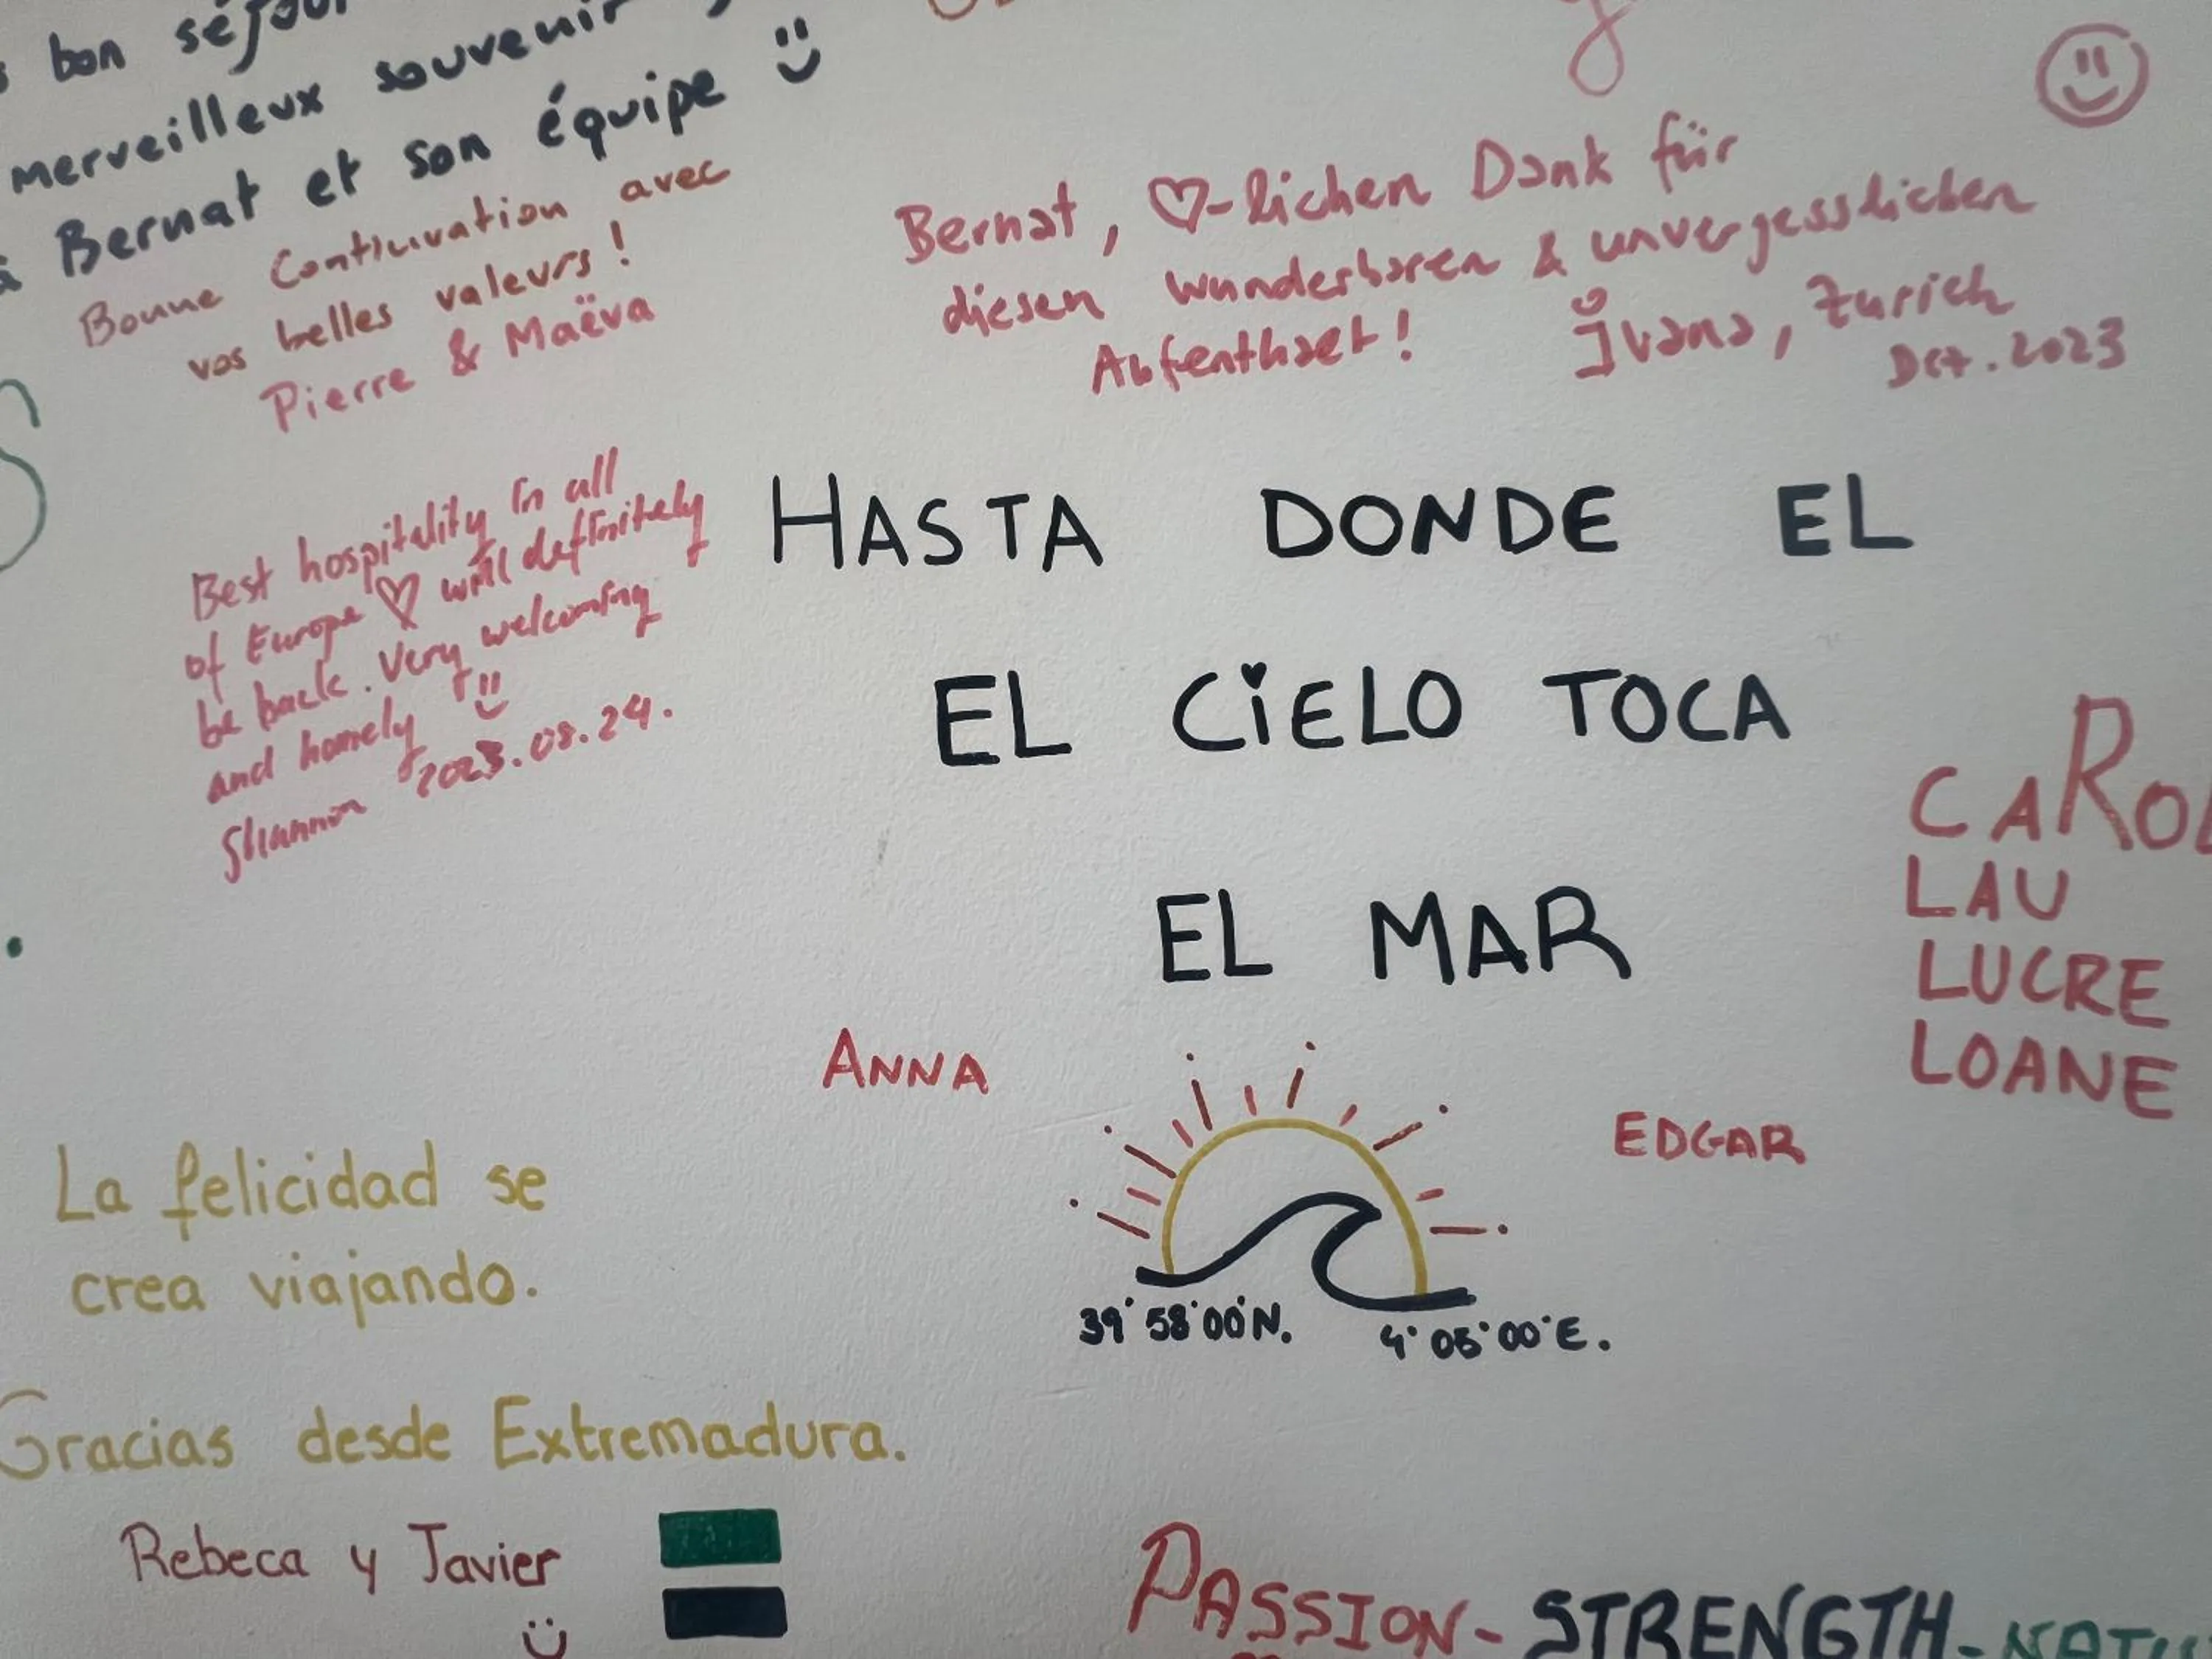 bon séjour
merveilleux souvenir
à Bernat et son équipe
Bonne Continuation avec
vos belles valeurs!
Pierre & Maëva
Bernat, ♡-lichen Dank für
diesen wunderbaren & unvergesslichen
Aufenthalt!
Ivana, Zurich
Dez. 2023
Best hospitality in all
of Europe ♡ will definitely
be back. Very welcoming
and homely
Shannon 2023.08.24.
HASTA DONDE EL
EL CiELO TOCA
EL MAR
CAROL
LAU
LUCRE
LOANE
ANNA
EDGAR
39°58'00"N. 4°05'00"E.
La felicidad se
crea viajando.
Gracias desde Extremadura.
Rebeca y Javier
PASSION-STRENGTH-NATU